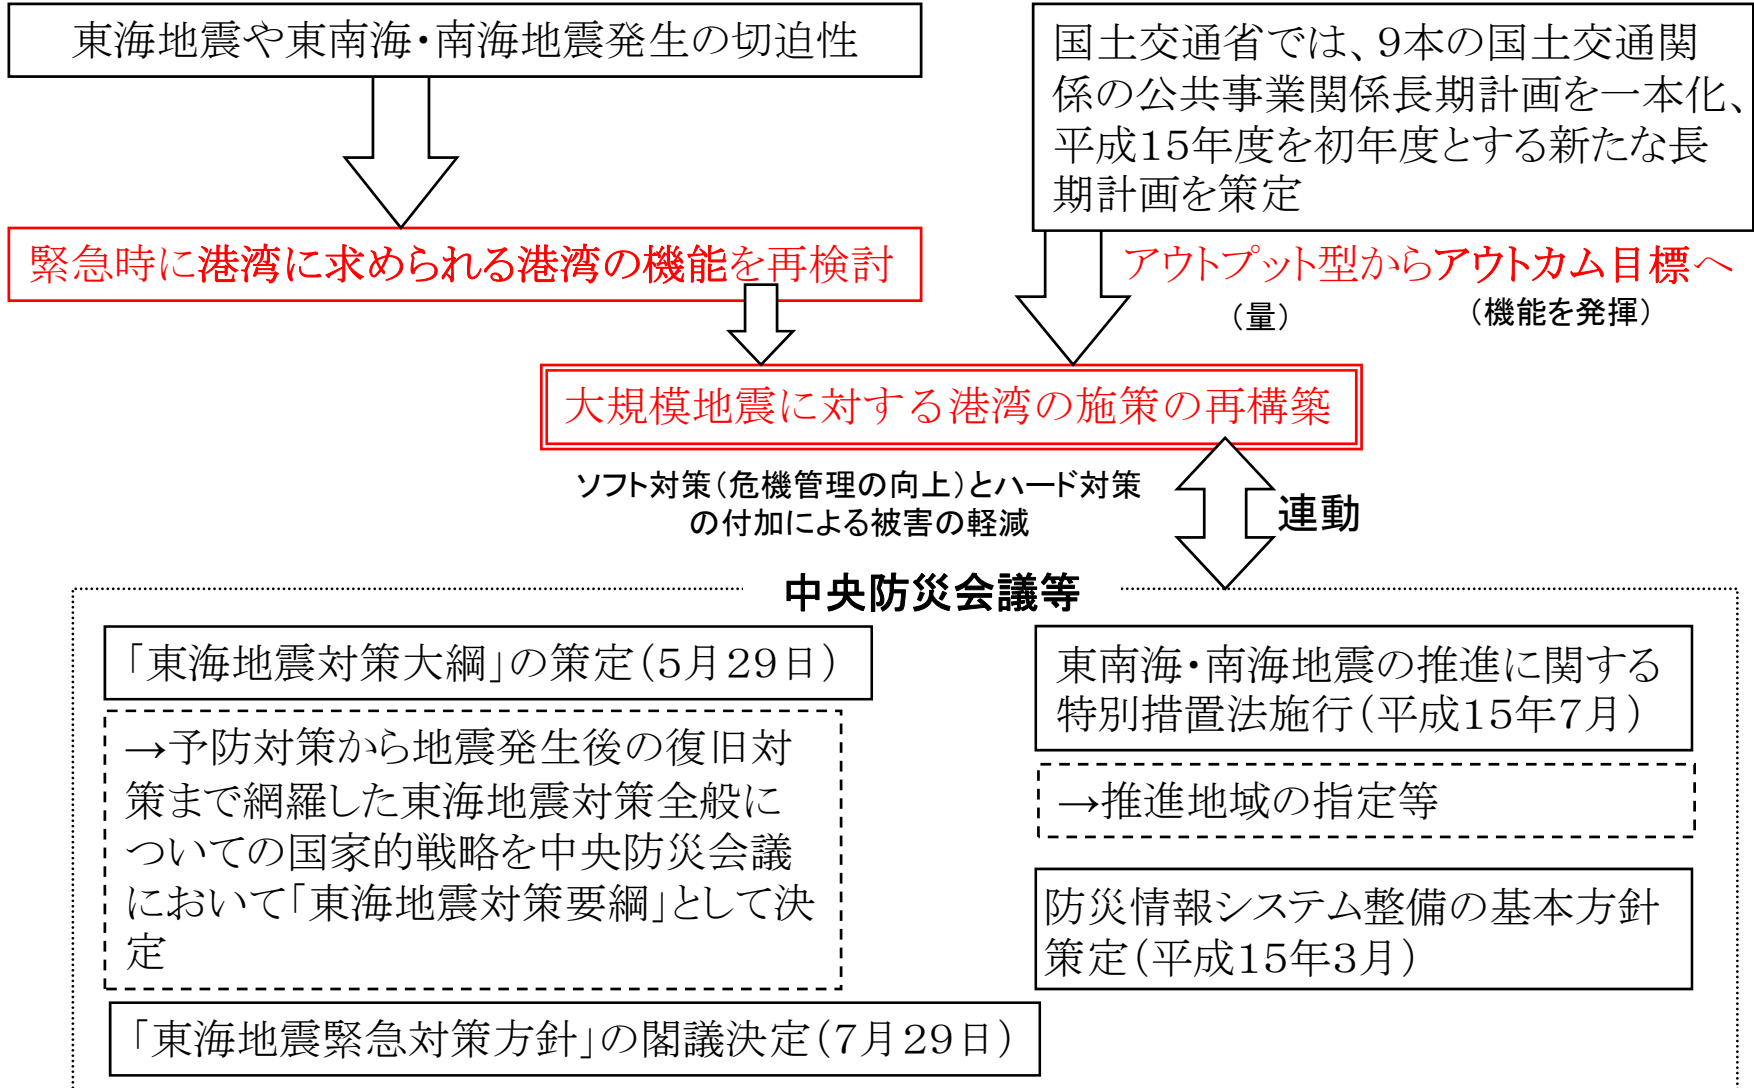 東海地震や東南海・南海地震発生の切迫性
国土交通省では、9本の国土交通関
係の公共事業関係長期計画を一本化、
平成15年度を初年度とする新たな長
期計画を策定
緊急時に港湾に求められる港湾の機能を再検討
アウトプット型からアウトカム目標へ
（量）
（機能を発揮）
大規模地震に対する港湾の施策の再構築
ソフト対策（危機管理の向上）とハード対策
の付加による被害の軽減
連動
中央防災会議等
「東海地震対策大綱」の策定（5月29日）
→予防対策から地震発生後の復旧対
策まで網羅した東海地震対策全般に
ついての国家的戦略を中央防災会議
において「東海地震対策要綱」として決
定
「東海地震緊急対策方針」の閣議決定（7月29日）
東南海・南海地震の推進に関する
特別措置法施行（平成15年7月）
→推進地域の指定等
防災情報システム整備の基本方針
策定（平成15年3月）